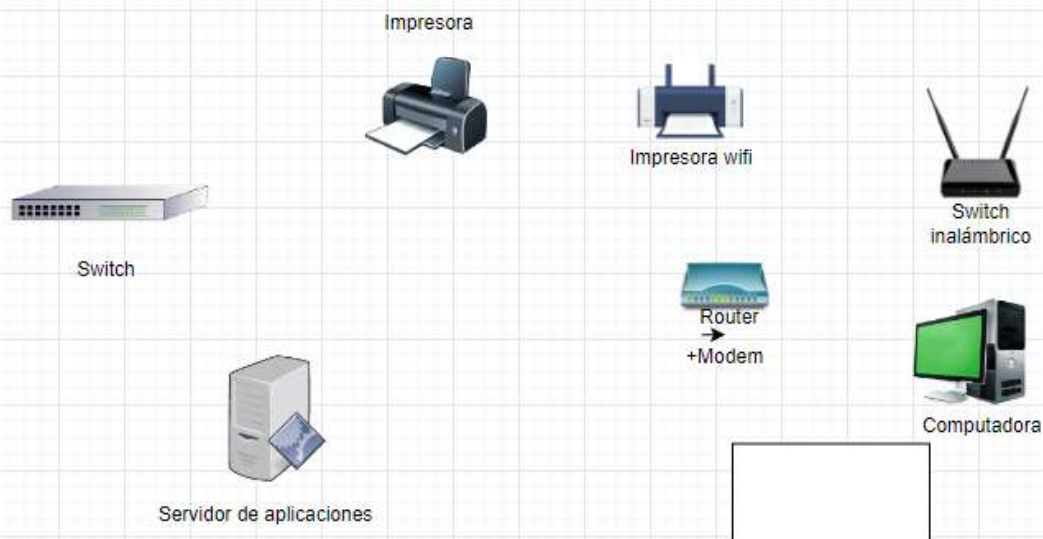 Impresora
Impresora wifi
Switch
inalámbrico
Switch
Router
+Modem
Computadora
Servidor de aplicaciones